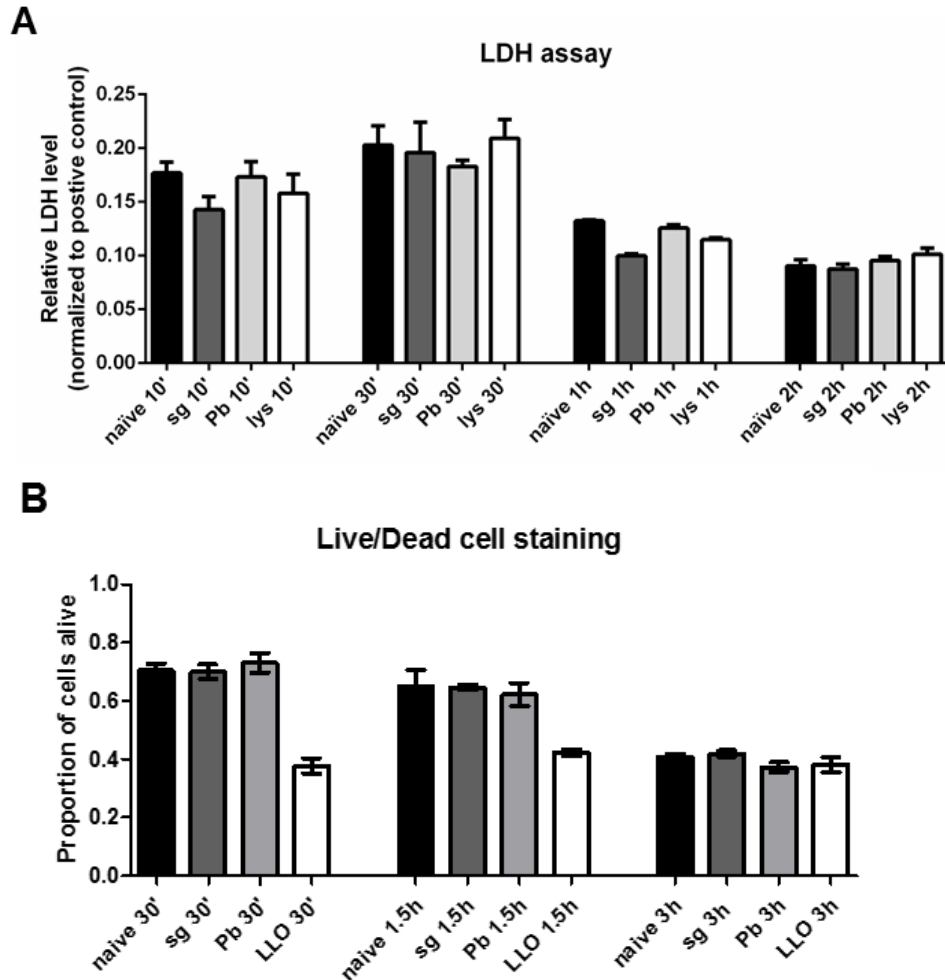 A
LDH assay
Relative LDH level
(normalized to postive control)
0.25
0.20
0.15
0.10
0.05
0.00
naïve 10'
sg 10'
Pb 10'
lys 10'
naïve 30'
sg 30'
Pb 30'
lys 30'
naïve 1h
sg 1h
Pb 1h
lys 1h
naïve 2h
sg 2h
Pb 2h
lys 2h
B
Live/Dead cell staining
Proportion of cells alive
1.0
0.8
0.6
0.4
0.2
0.0
naïve 30'
sg 30'
Pb 30'
LLO 30'
naïve 1.5h
sg 1.5h
Pb 1.5h
LLO 1.5h
naïve 3h
sg 3h
Pb 3h
LLO 3h